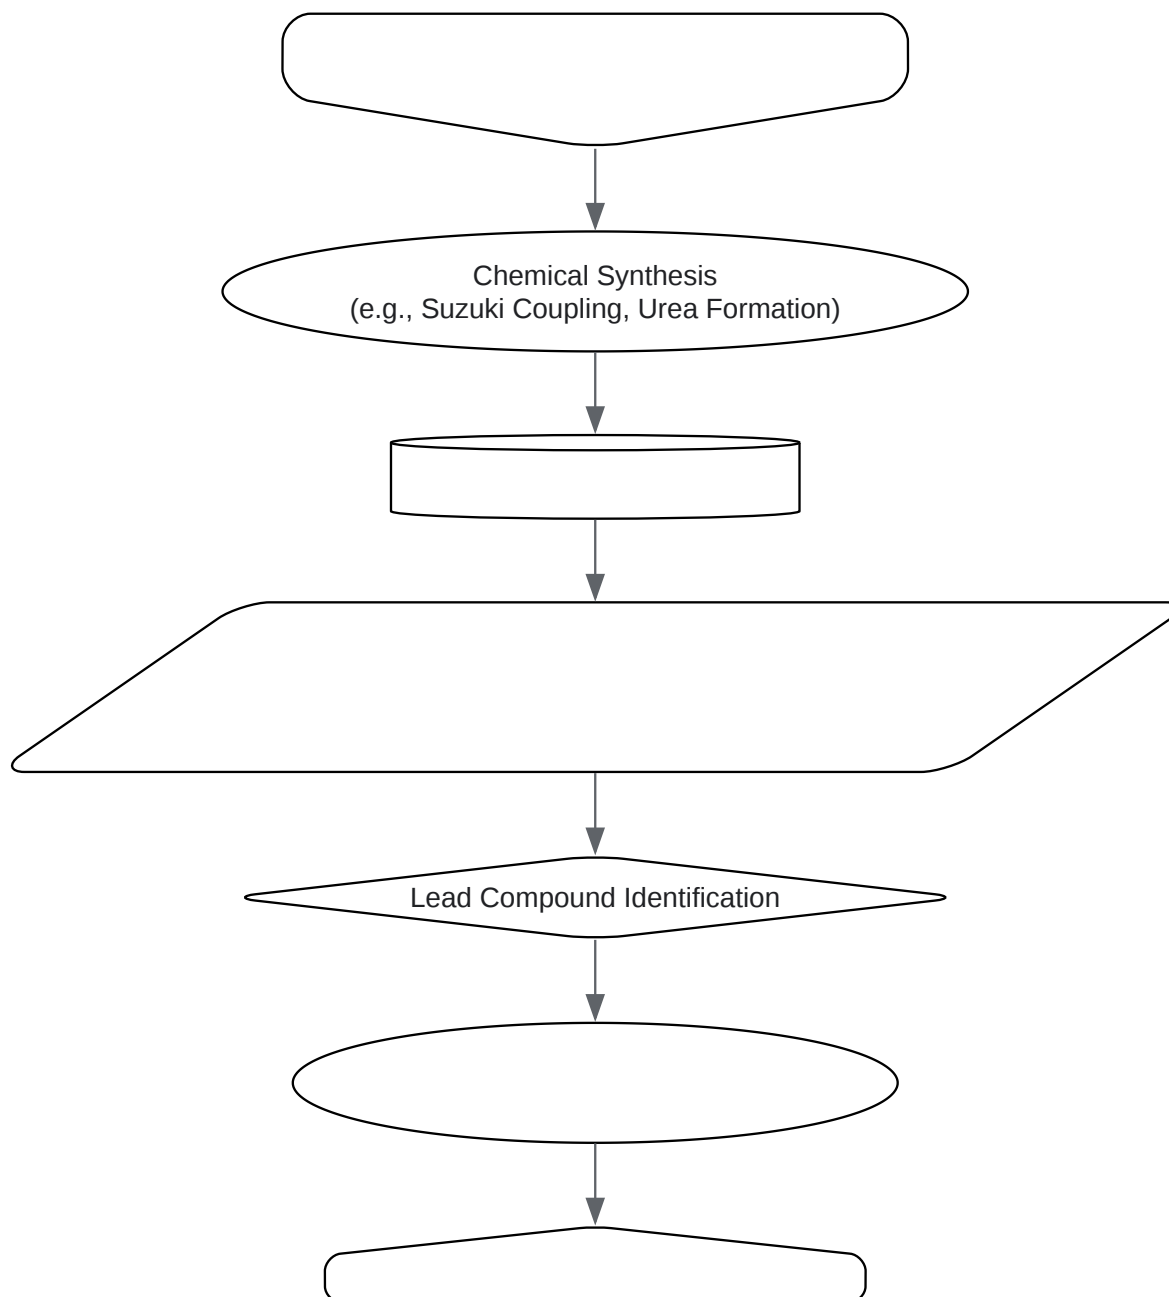 Chemical Synthesis
(e.g., Suzuki Coupling, Urea Formation)
Lead Compound Identification